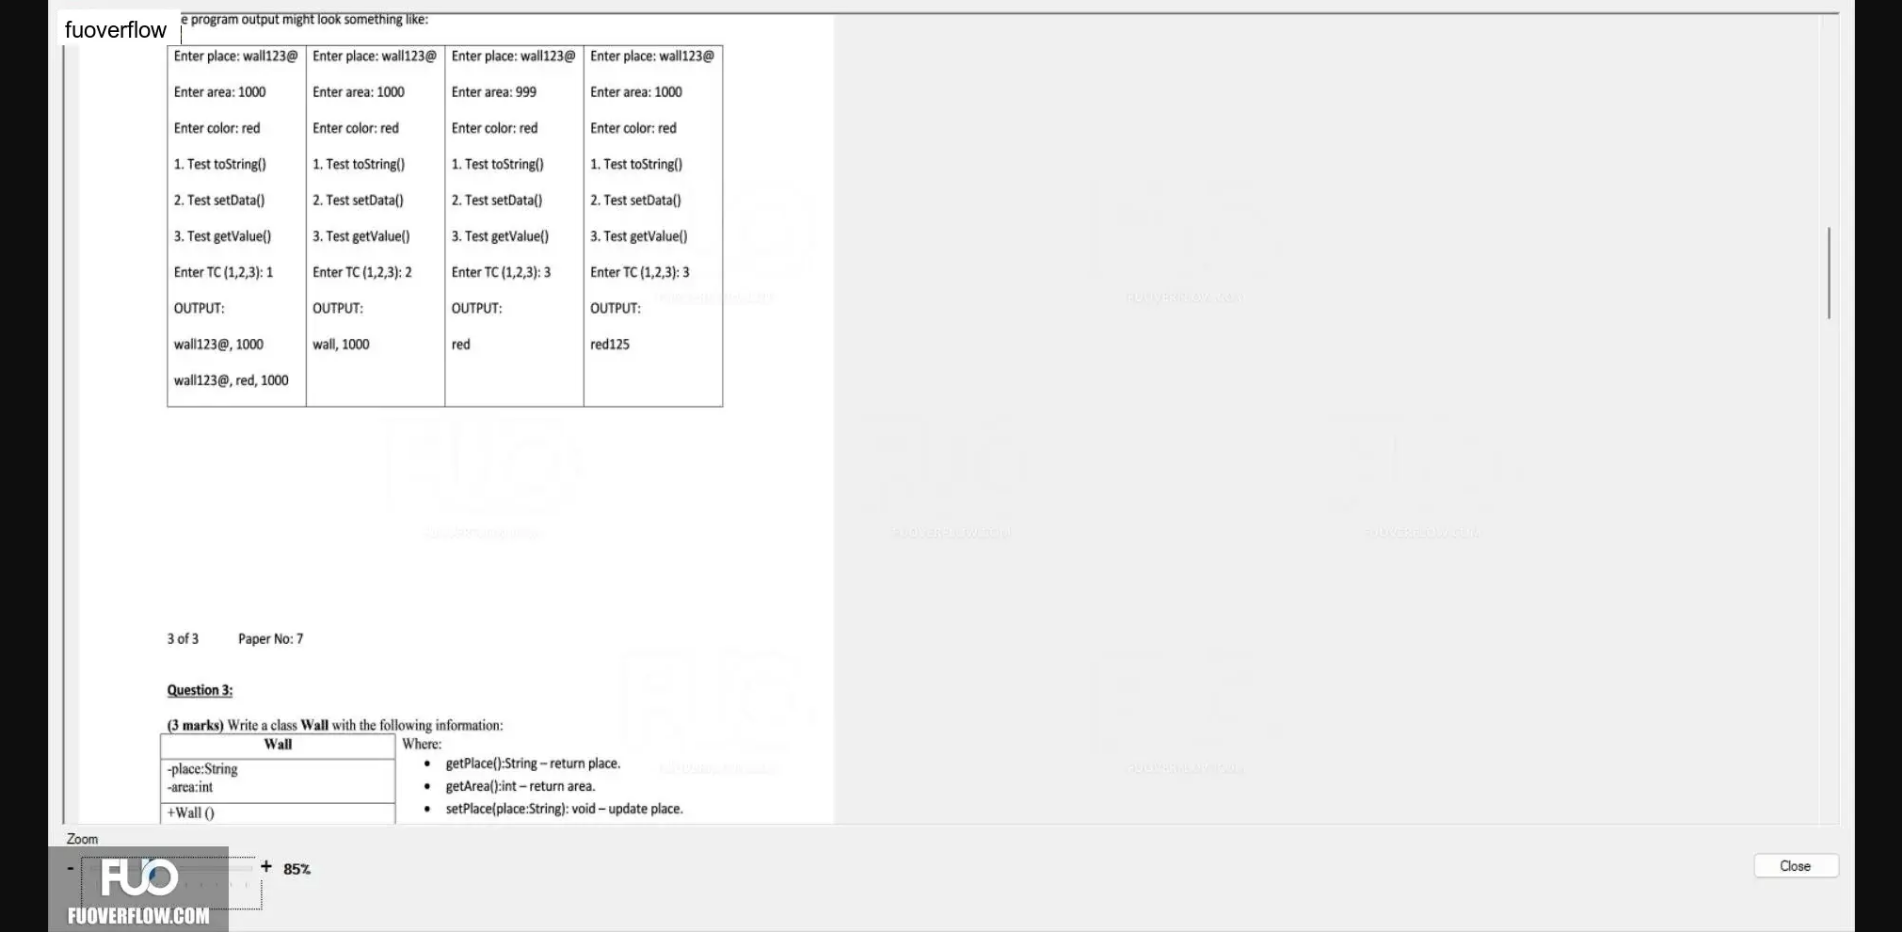 fuoverflow
e program output might look something like:
Enter place: wall123@ Enter place: wall123@ Enter place: wall123@ Enter place: wall123@
Enter area: 1000 Enter area: 1000 Enter area: 999 Enter area: 1000
Enter color: red Enter color: red Enter color: red Enter color: red
1. Test toString() 1. Test toString() 1. Test toString() 1. Test toString()
2. Test setData() 2. Test setData() 2. Test setData() 2. Test setData()
3. Test getValue() 3. Test getValue() 3. Test getValue() 3. Test getValue()
Enter TC (1,2,3): 1 Enter TC (1,2,3): 2 Enter TC (1,2,3): 3 Enter TC (1,2,3): 3
OUTPUT: OUTPUT: OUTPUT: OUTPUT:
wall123@, 1000 wall, 1000 red red125
wall123@, red, 1000
3 of 3 Paper No: 7
Question 3:
(3 marks) Write a class Wall with the following information:
Wall
-place:String
-area:int
+Wall ()
Where:
• getPlace():String – return place.
• getArea():int – return area.
• setPlace(place:String): void – update place.
Zoom
- + 85%
Close
FUO
FUOVERFLOW.COM